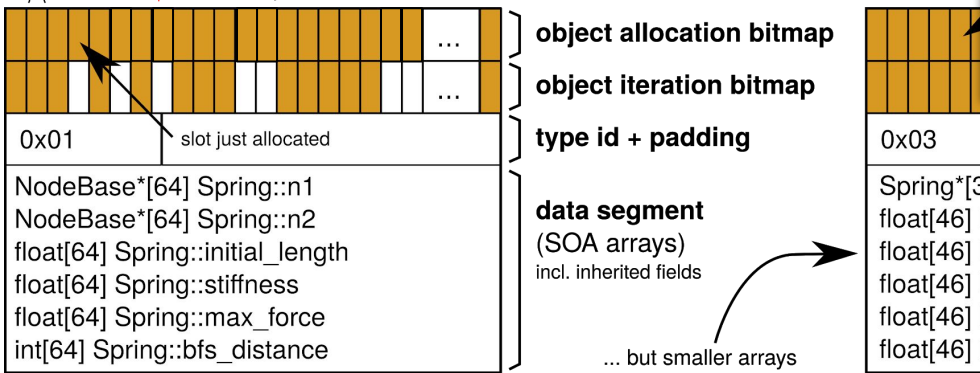 ...
object allocation bitmap
...
object iteration bitmap
0x01
slot just allocated
type id + padding
0x03
NodeBase*[64] Spring::n1
NodeBase*[64] Spring::n2
float[64] Spring::initial_length
float[64] Spring::stiffness
float[64] Spring::max_force
int[64] Spring::bfs_distance
data segment
(SOA arrays)
incl. inherited fields
... but smaller arrays
Spring*[3
float[46]
float[46]
float[46]
float[46]
float[46]